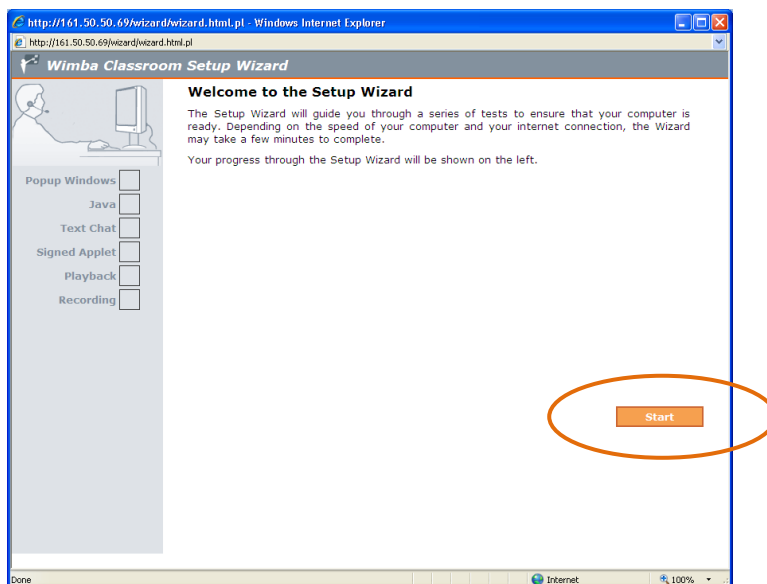 http://161.50.50.69/wizard/wizard.html.pl - Windows Internet Explorer
http://161.50.50.69/wizard/wizard.html.pl
Wimba Classroom Setup Wizard
Welcome to the Setup Wizard
The Setup Wizard will guide you through a series of tests to ensure that your computer is
ready. Depending on the speed of your computer and your internet connection, the Wizard
may take a few minutes to complete.
Your progress through the Setup Wizard will be shown on the left.
Popup Windows
Java
Text Chat
Signed Applet
Playback
Recording
Start
Done
Internet
100%